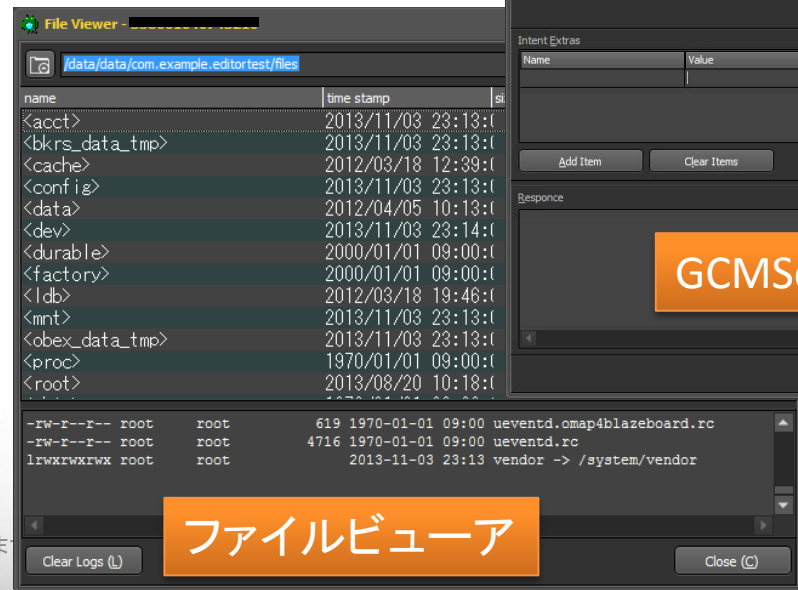 File Viewer -
/data/data/com.example.editortest/files
name time stamp
<acct> 2013/11/03 23:13:
<bkrs_data_tmp> 2013/11/03 23:13:
<cache> 2012/03/18 12:39:
<config> 2013/11/03 23:13:
<data> 2012/04/05 10:13:
<dev> 2013/11/03 23:14:
<durable> 2000/01/01 09:00:
<factory> 2000/01/01 09:00:
<ldb> 2012/03/18 19:46:
<mnt> 2013/11/03 23:13:
<obex_data_tmp> 2013/11/03 23:13:
<proc> 1970/01/01 09:00:
<root> 2013/08/20 10:18:
-rw-r--r-- root root 619 1970-01-01 09:00 ueventd.omap4blazeboard.rc
-rw-r--r-- root root 4716 1970-01-01 09:00 ueventd.rc
lrwxrwxrwx root root 2013-11-03 23:13 vendor -> /system/vendor
ファイルビューア
Clear Logs (L)
Close (C)
Intent Extras
Name Value
Add Item
Clear Items
Responce
GCMS